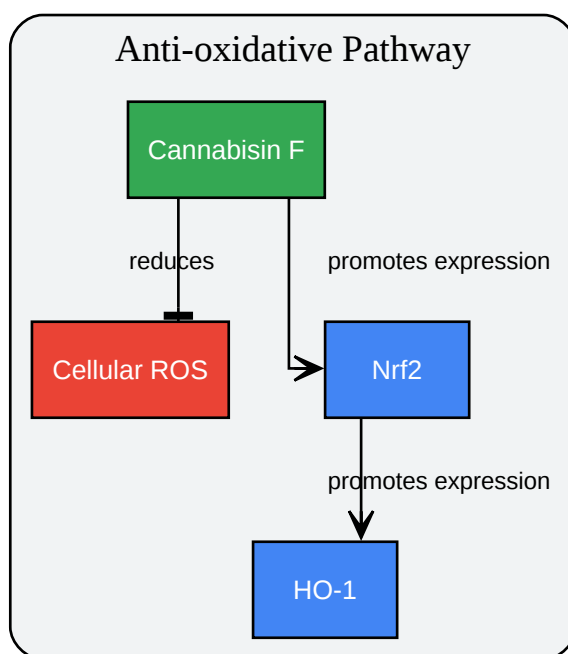 Anti-oxidative Pathway
Cannabisin F
reduces
promotes expression
Cellular ROS
Nrf2
promotes expression
HO-1